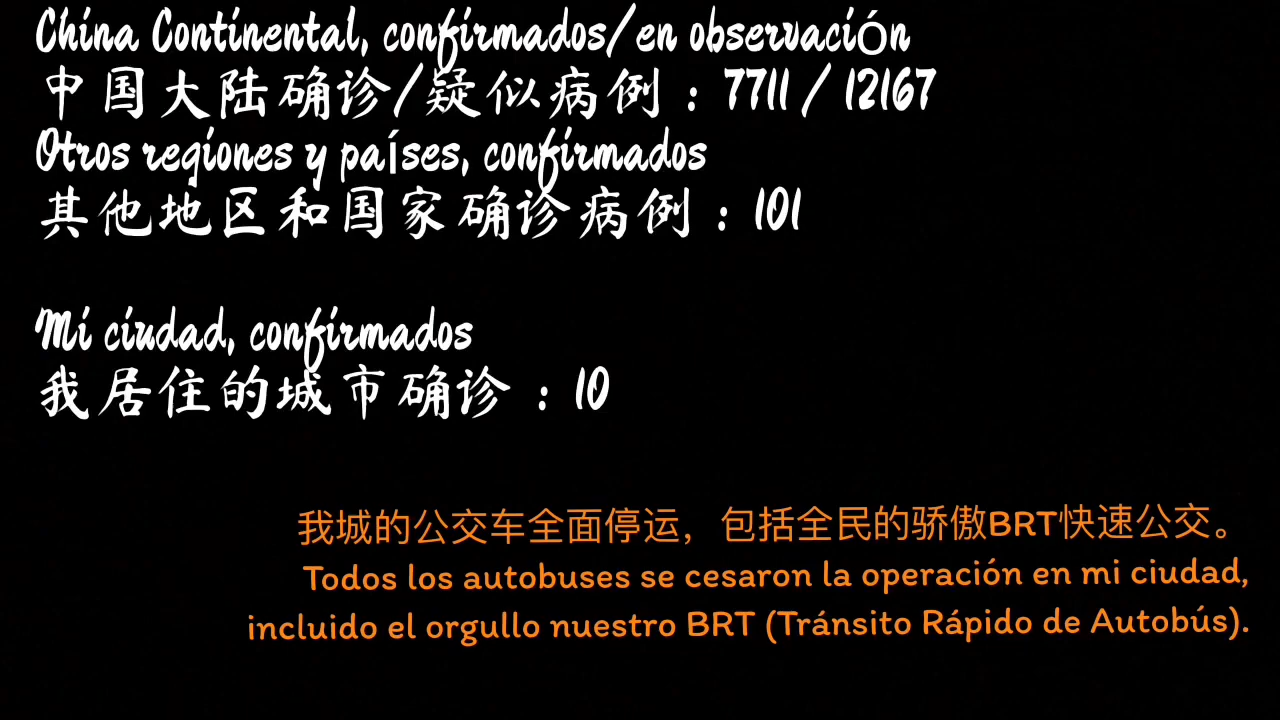 China Continental, confirmados/en observación
中国大陆确诊/疑似病例：7711 / 12167
Otros regiones y países, confirmados
其他地区和国家确诊病例：101
Mi ciudad, confirmados
我居住的城市确诊：10
我城的公交车全面停运，包括全民的骄傲BRT快速公交。
Todos los autobuses se cesaron la operación en mi ciudad,
incluido el orgullo nuestro BRT (Tránsito Rápido de Autobús).